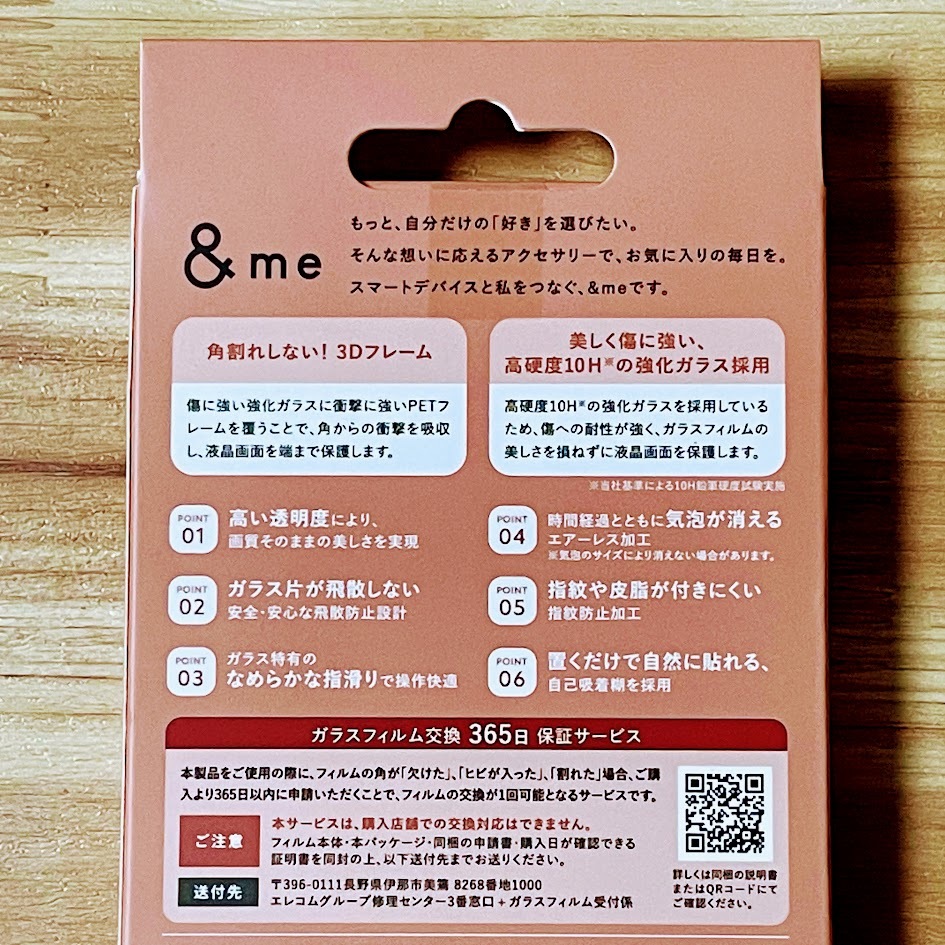 &me
もっと、自分だけの「好き」を選びたい。
そんな想いに応えるアクセサリーで、お気に入りの毎日を。
スマートデバイスと私をつなぐ、&meです。
角割れしない! 3Dフレーム
傷に強い強化ガラスに衝撃に強いPETフ
レームを覆うことで、角からの衝撃を吸収
し、液晶画面を端まで保護します。
美しく傷に強い、
高硬度10H※の強化ガラス採用
高硬度10H※の強化ガラスを採用している
ため、傷への耐性が強く、ガラスフィルムの
美しさを損ねずに液晶画面を保護します。
※当社基準による10H鉛筆硬度試験実施
POINT
01
高い透明度により、
画質そのままの美しさを実現
POINT
02
ガラス片が飛散しない
安全・安心な飛散防止設計
POINT
03
ガラス特有の
なめらかな指滑りで操作快適
POINT
04
時間経過とともに気泡が消える
エアーレス加工
※気泡のサイズにより消えない場合があります。
POINT
05
指紋や皮脂が付きにくい
指紋防止加工
POINT
06
置くだけで自然に貼れる、
自己吸着糊を採用
ガラスフィルム交換 365日 保証サービス
本製品をご使用の際に、フィルムの角が「欠けた」、「ヒビが入った」、「割れた」場合、ご購
入より365日以内に申請いただくことで、フィルムの交換が1回可能となるサービスです。
ご注意
本サービスは、購入店舗での交換対応はできません。
フィルム本体・本パッケージ・同梱の申請書・購入日が確認できる
証明書を同封の上、以下送付先までお送りください。
送付先
〒396-0111長野県伊那市美篶 8268番地1000
エレコムグループ修理センター3番窓口 + ガラスフィルム受付係
詳しくは同梱の説明書
またはQRコードにて
ご確認ください。